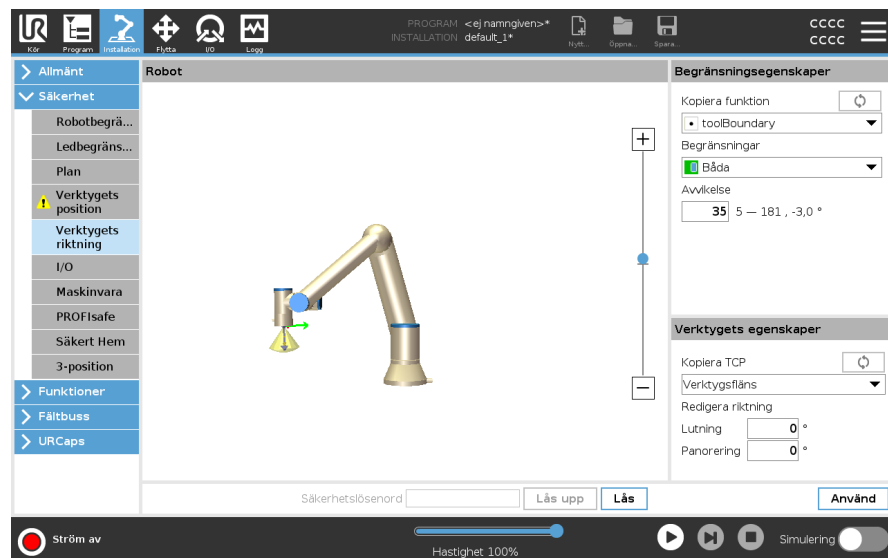 UR
Kör
Program
Installation
Flytta
I/O
Logg
PROGRAM <ej namngiven>*
INSTALLATION default_1*
Nytt...
Öppna...
Spara...
CCCC
CCCC
Allmänt
Säkerhet
Robotbegrä...
Ledbegräns...
Plan
Verktygets
position
Verktygets
riktning
I/O
Maskinvara
PROFIsafe
Säkert Hem
3-position
Funktioner
Fältbuss
URCaps
Robot
Begränsningsegenskaper
Kopiera funktion
toolBoundary
Begränsningar
Båda
Avvikelse
35 5 — 181 , -3,0 °
Verktygets egenskaper
Kopiera TCP
Verktygsfläns
Redigera riktning
Lutning 0 °
Panorering 0 °
Säkerhetslösenord
Lås upp
Lås
Använd
Ström av
Hastighet 100%
Simulering